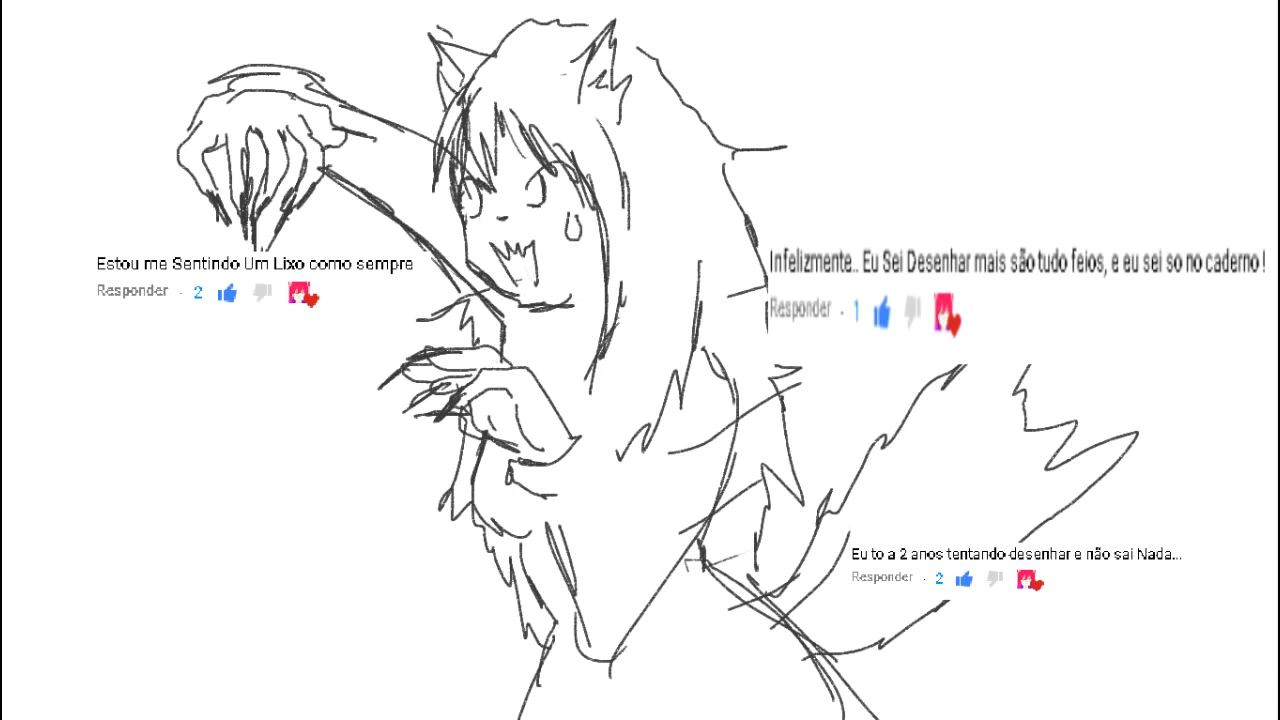 Estou me Sentindo Um Lixo como sempre
Responder · 2
Infelizmente.. Eu Sei Desenhar mais são tudo feios, e eu sei so no caderno !
Responder · 1
Eu to a 2 anos tentando desenhar e não sai Nada...
Responder · 2